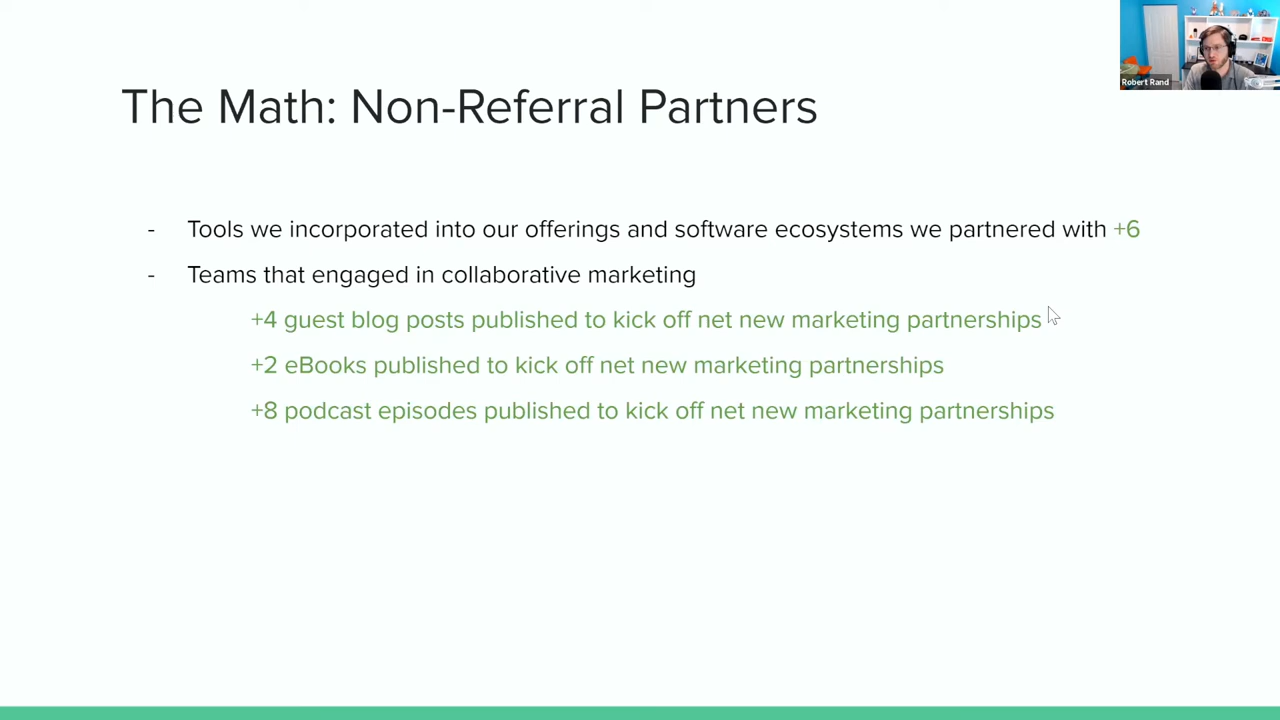 Robert Rand
The Math: Non-Referral Partners
- Tools we incorporated into our offerings and software ecosystems we partnered with +6
- Teams that engaged in collaborative marketing
+4 guest blog posts published to kick off net new marketing partnerships
+2 eBooks published to kick off net new marketing partnerships
+8 podcast episodes published to kick off net new marketing partnerships